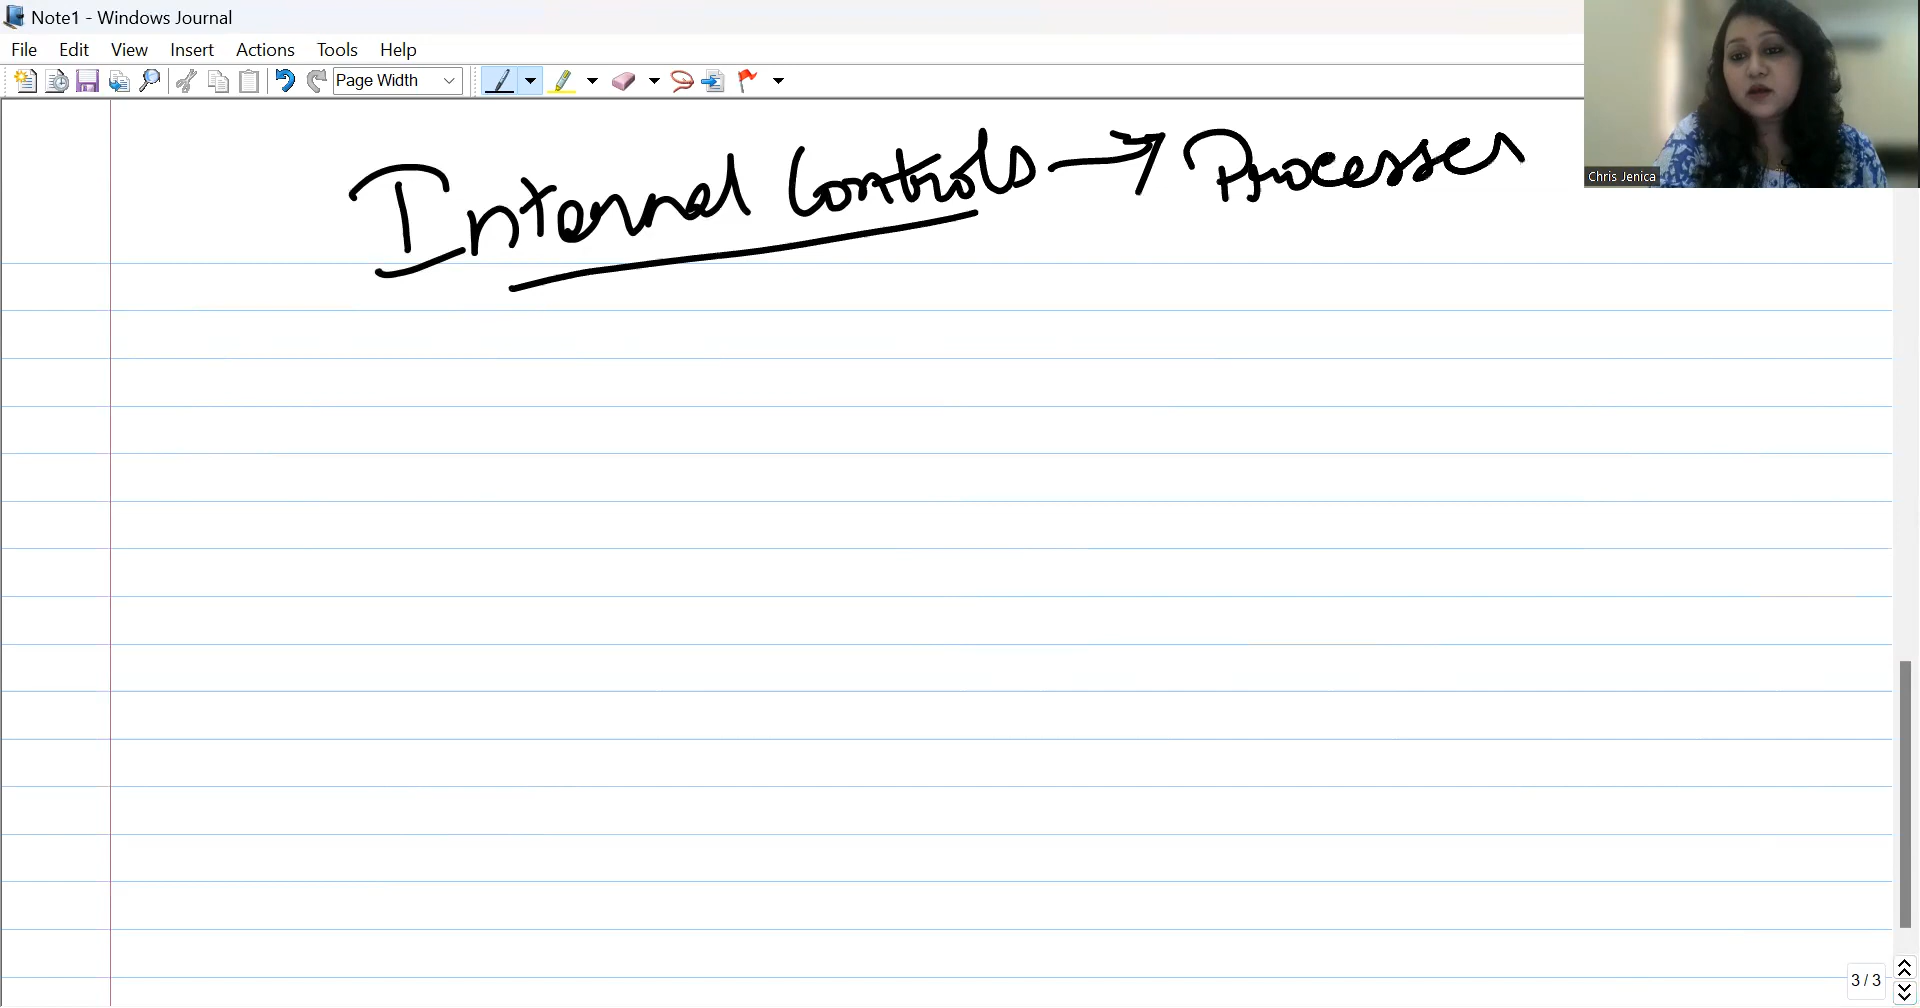 Note1 - Windows Journal
File Edit View Insert Actions Tools Help
Page Width
Internal Controls → Processes
Chris Jenica
3 / 3